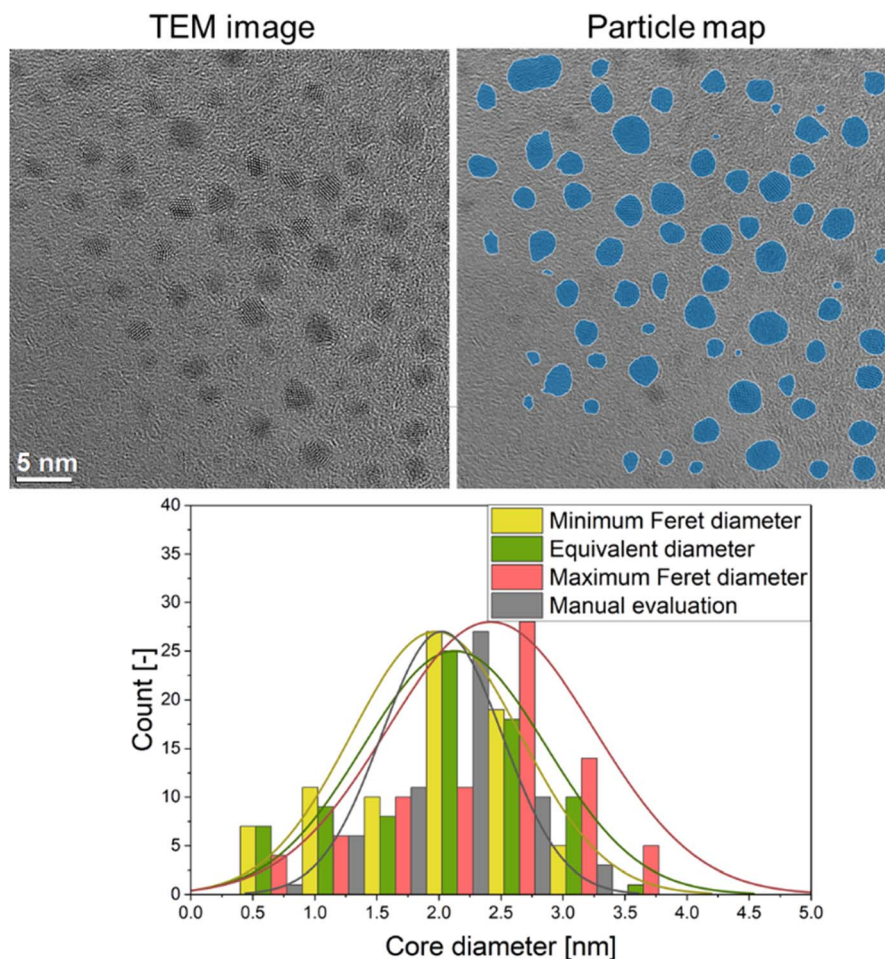 TEM image
Particle map
5 nm
40
35
30
25
20
15
10
5
0
Count [-]
Minimum Feret diameter
Equivalent diameter
Maximum Feret diameter
Manual evaluation
0.0 0.5 1.0 1.5 2.0 2.5 3.0 3.5 4.0 4.5 5.0
Core diameter [nm]